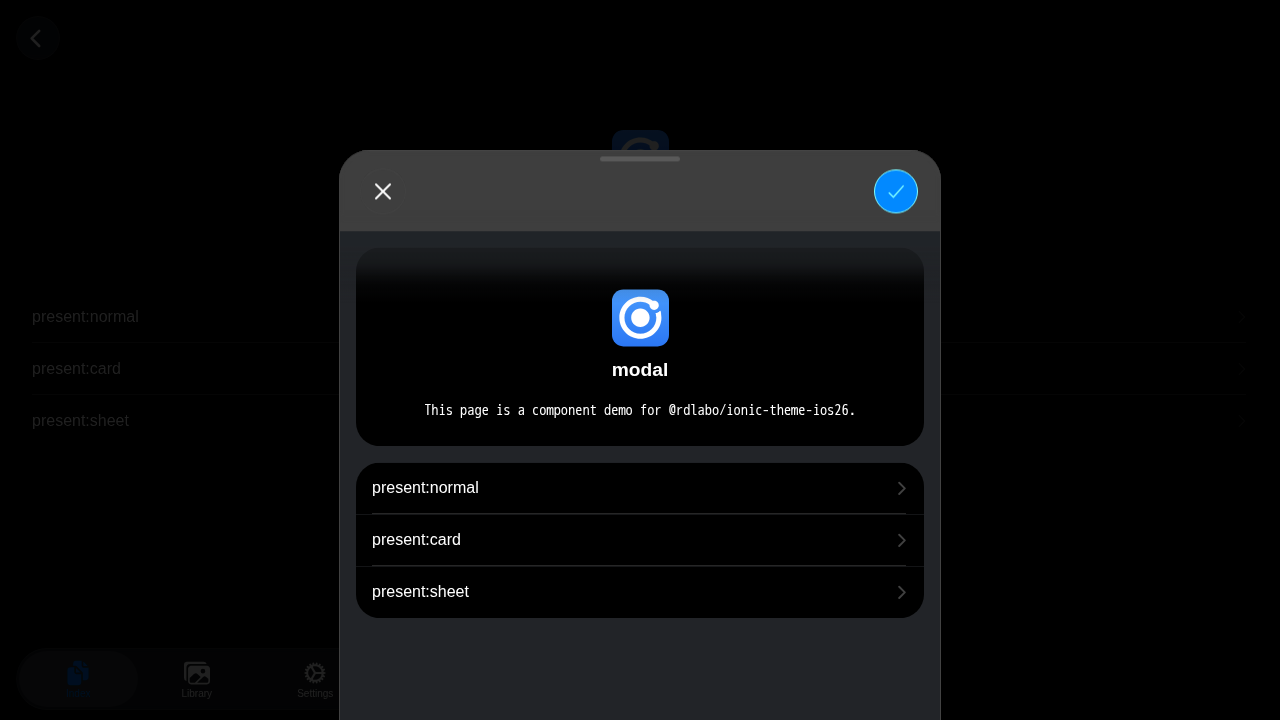 present:normal
present:card
present:sheet
modal
This page is a component demo for @rdlabo/ionic-theme-ios26.
present:normal
present:card
present:sheet
Library
Settings